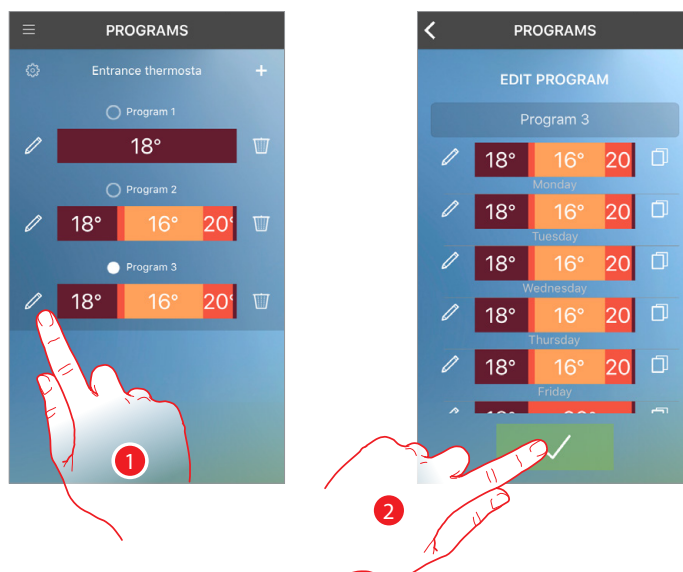 PROGRAMS
Entrance thermosta
Program 1
18°
Program 2
18° 16° 20°
Program 3
18° 16° 20°
1
PROGRAMS
EDIT PROGRAM
Program 3
18° 16° 20
Monday
18° 16° 20
Tuesday
18° 16° 20
Wednesday
18° 16° 20
Thursday
18° 16° 20
Friday
2